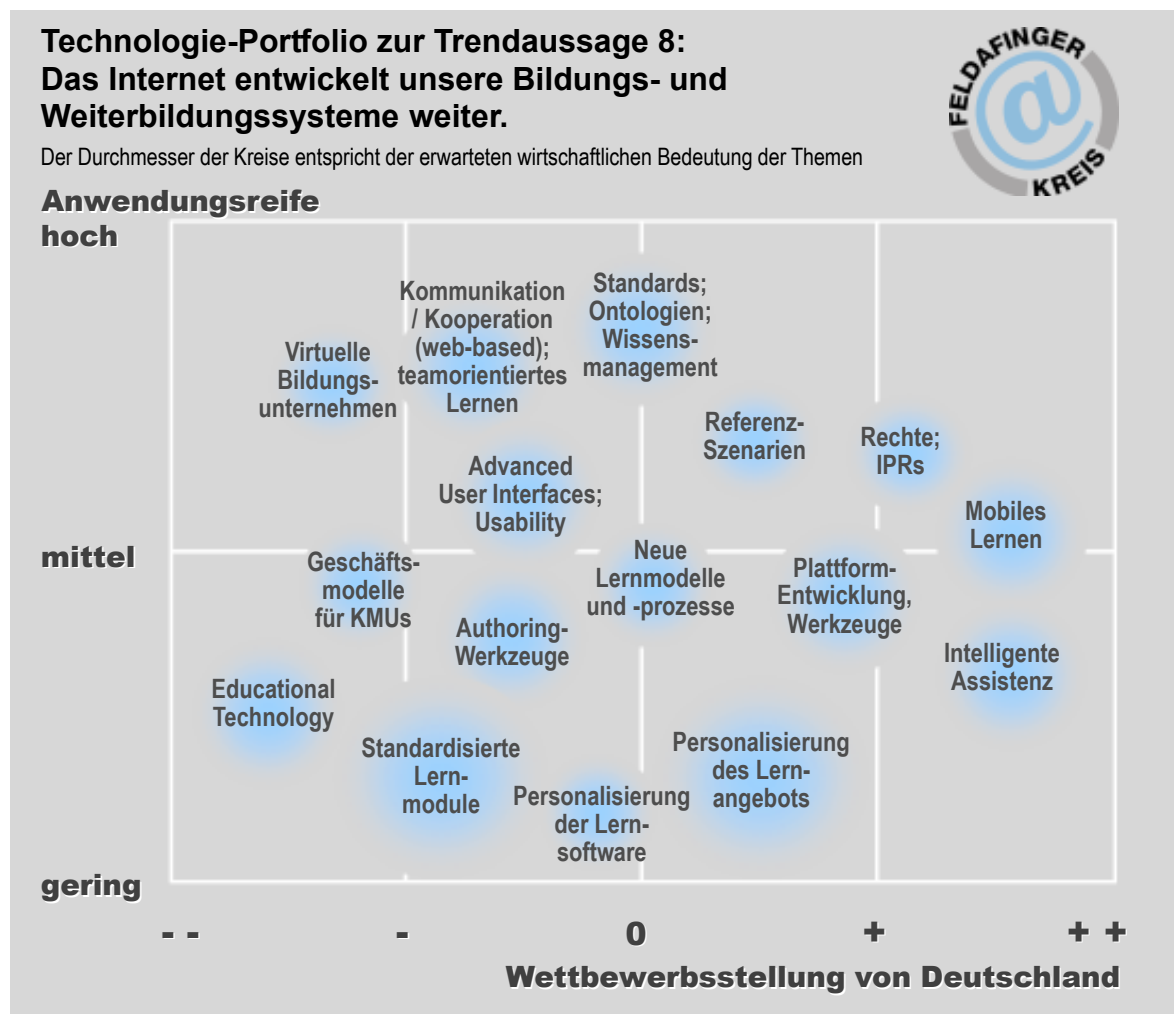 Technologie-Portfolio zur Trendaussage 8:
Das Internet entwickelt unsere Bildungs- und
Weiterbildungssysteme weiter.
Der Durchmesser der Kreise entspricht der erwarteten wirtschaftlichen Bedeutung der Themen
FELDAFINGER
@
KREIS
Anwendungsreife
hoch
Kommunikation
/ Kooperation
(web-based);
teamorientiertes
Lernen
Standards;
Ontologien;
Wissens-
management
Virtuelle
Bildungs-
unternehmen
Referenz-
Szenarien
Rechte;
IPRs
Advanced
User Interfaces;
Usability
Mobiles
Lernen
mittel
Geschäfts-
modelle
für KMUs
Neue
Lernmodelle
und -prozesse
Plattform-
Entwicklung,
Werkzeuge
Authoring-
Werkzeuge
Intelligente
Assistenz
Educational
Technology
Standardisierte
Lern-
module
Personalisierung
der Lern-
software
Personalisierung
des Lern-
angebots
gering
- -
-
0
+
+ +
Wettbewerbsstellung von Deutschland